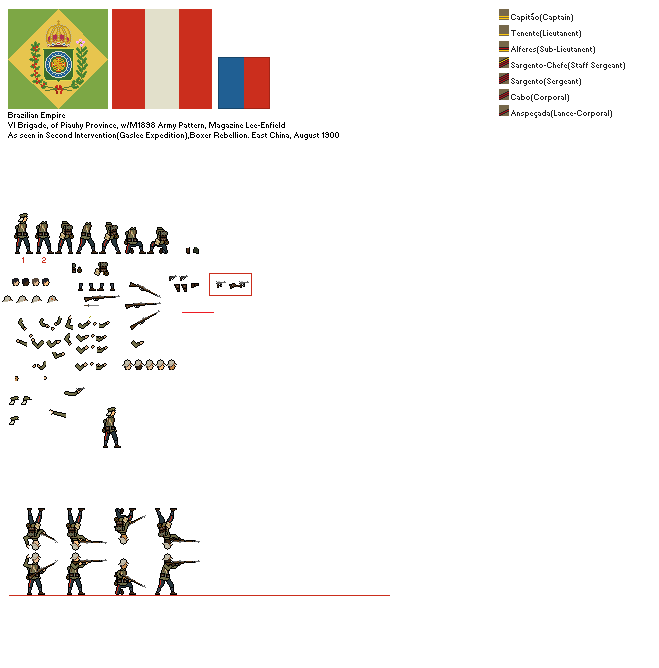 Capitão(Captain)
Tenente(Lieutanent)
Alferes(Sub-Lieutanent)
Sargento-Chefe(Staff Sergeant)
Sargento(Sergeant)
Cabo(Corporal)
Anspeçada(Lance-Corporal)
Brazilian Empire
VI Brigade, of Piauhy Province, w/M1898 Army Pattern, Magazine Lee-Enfield
As seen in Second Intervention(Gaslee Expedition),Boxer Rebellion. East China, August 1900
1 2